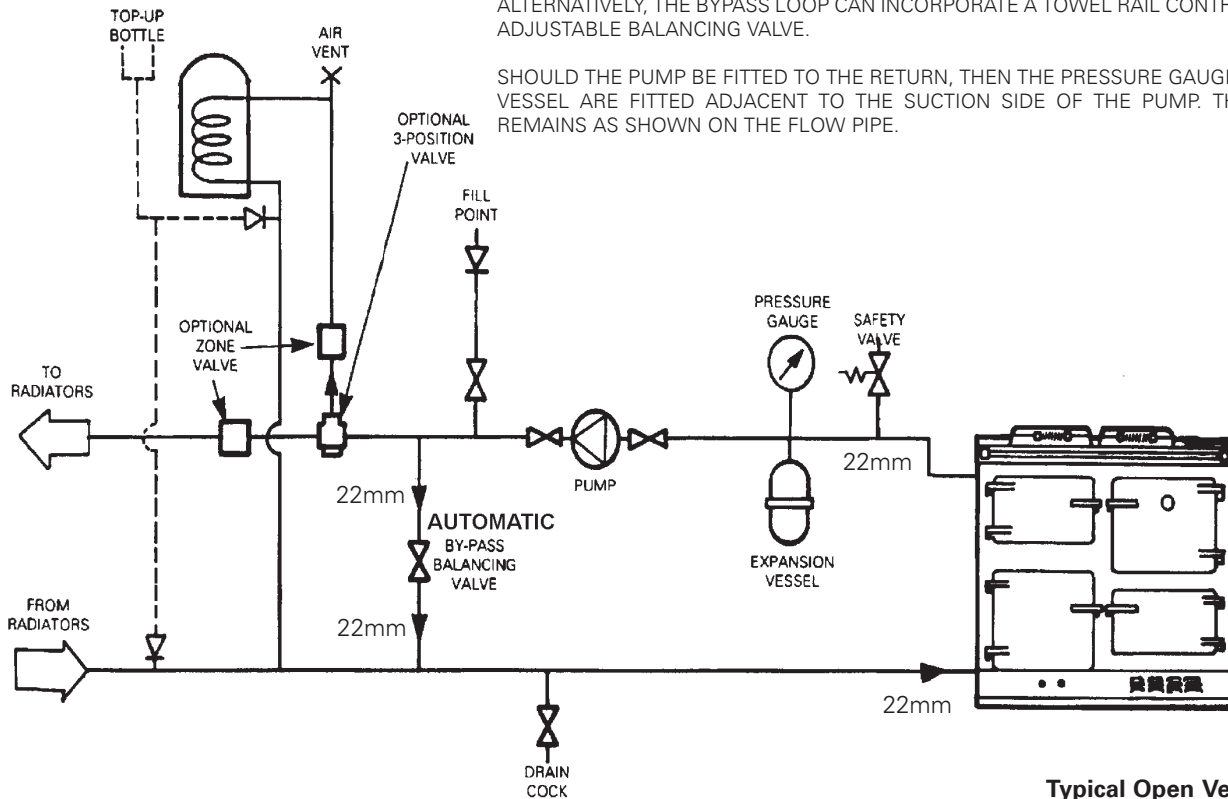 ALTERNATIVELY, THE BYPASS LOOP CAN INCORPORATE A TOWEL RAIL
ADJUSTABLE BALANCING VALVE.
SHOULD THE PUMP BE FITTED TO THE RETURN, THEN THE PRESSURE GAUGE
VESSEL ARE FITTED ADJACENT TO THE SUCTION SIDE OF THE PUMP.
REMAINS AS SHOWN ON THE FLOW PIPE.
TOP-UP
BOTTLE
AIR
VENT
OPTIONAL
3-POSITION
VALVE
FILL
POINT
OPTIONAL
ZONE
VALVE
PRESSURE
GAUGE
SAFETY
VALVE
TO
RADIATORS
PUMP
22mm
22mm
AUTOMATIC
BY-PASS
BALANCING
VALVE
EXPANSION
VESSEL
FROM
RADIATORS
22mm
22mm
DRAIN
COCK
Typical Open